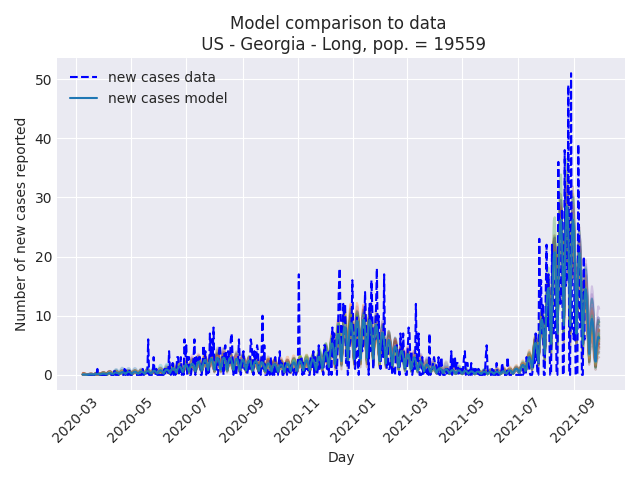 Model comparison to data
US - Georgia - Long, pop. = 19559
new cases data
new cases model
Number of new cases reported
50
40
30
20
10
0
2020-03
2020-05
2020-07
2020-09
2020-11
2021-01
2021-03
2021-05
2021-07
2021-09
Day